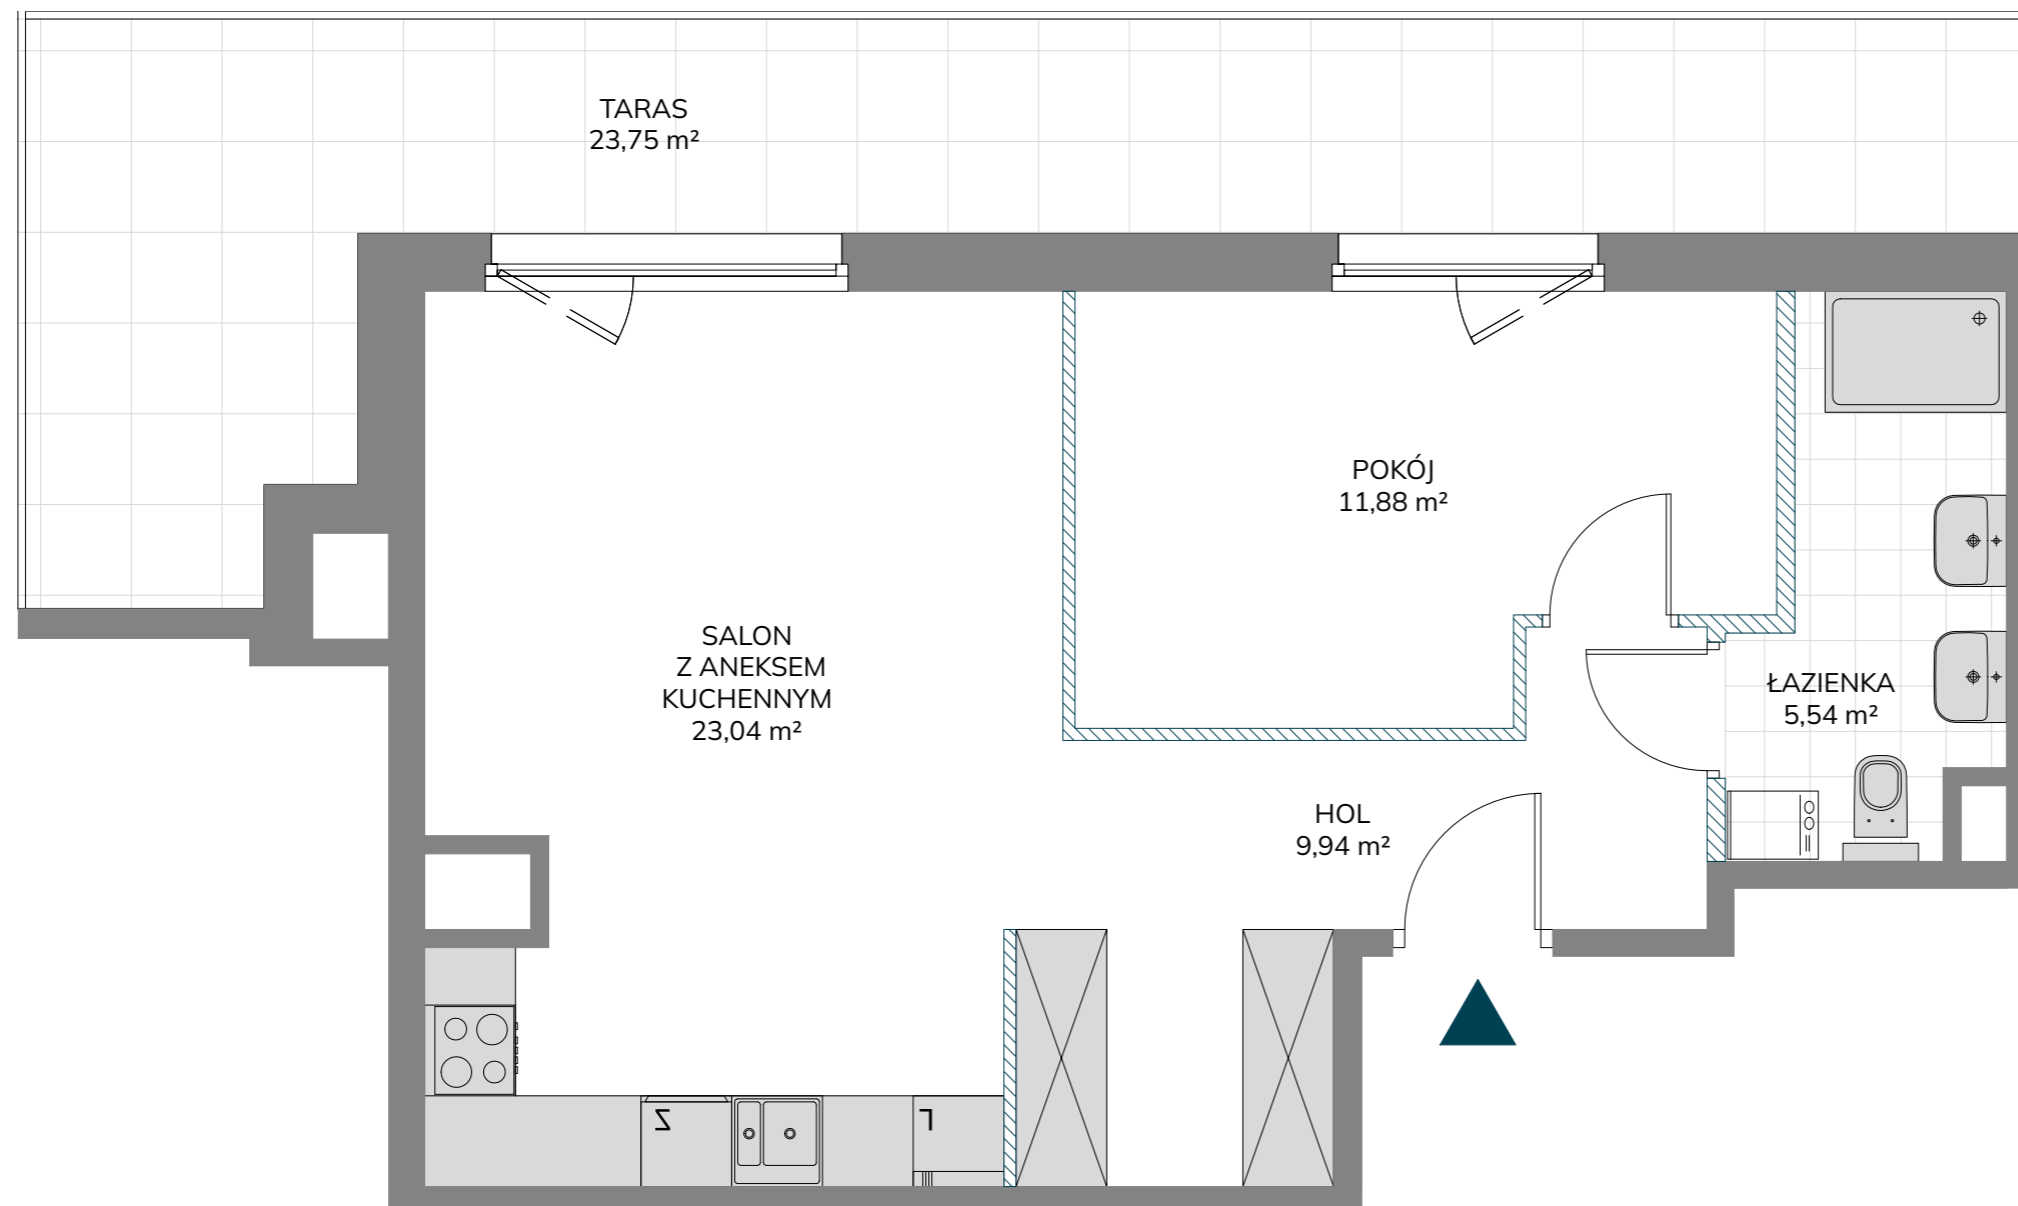 TARAS
23,75 m²
POKÓJ
11,88 m²
SALON
Z ANEKSEM
KUCHENNYM
23,04 m²
ŁAZIENKA
5,54 m²
HOL
9,94 m²
Z
L